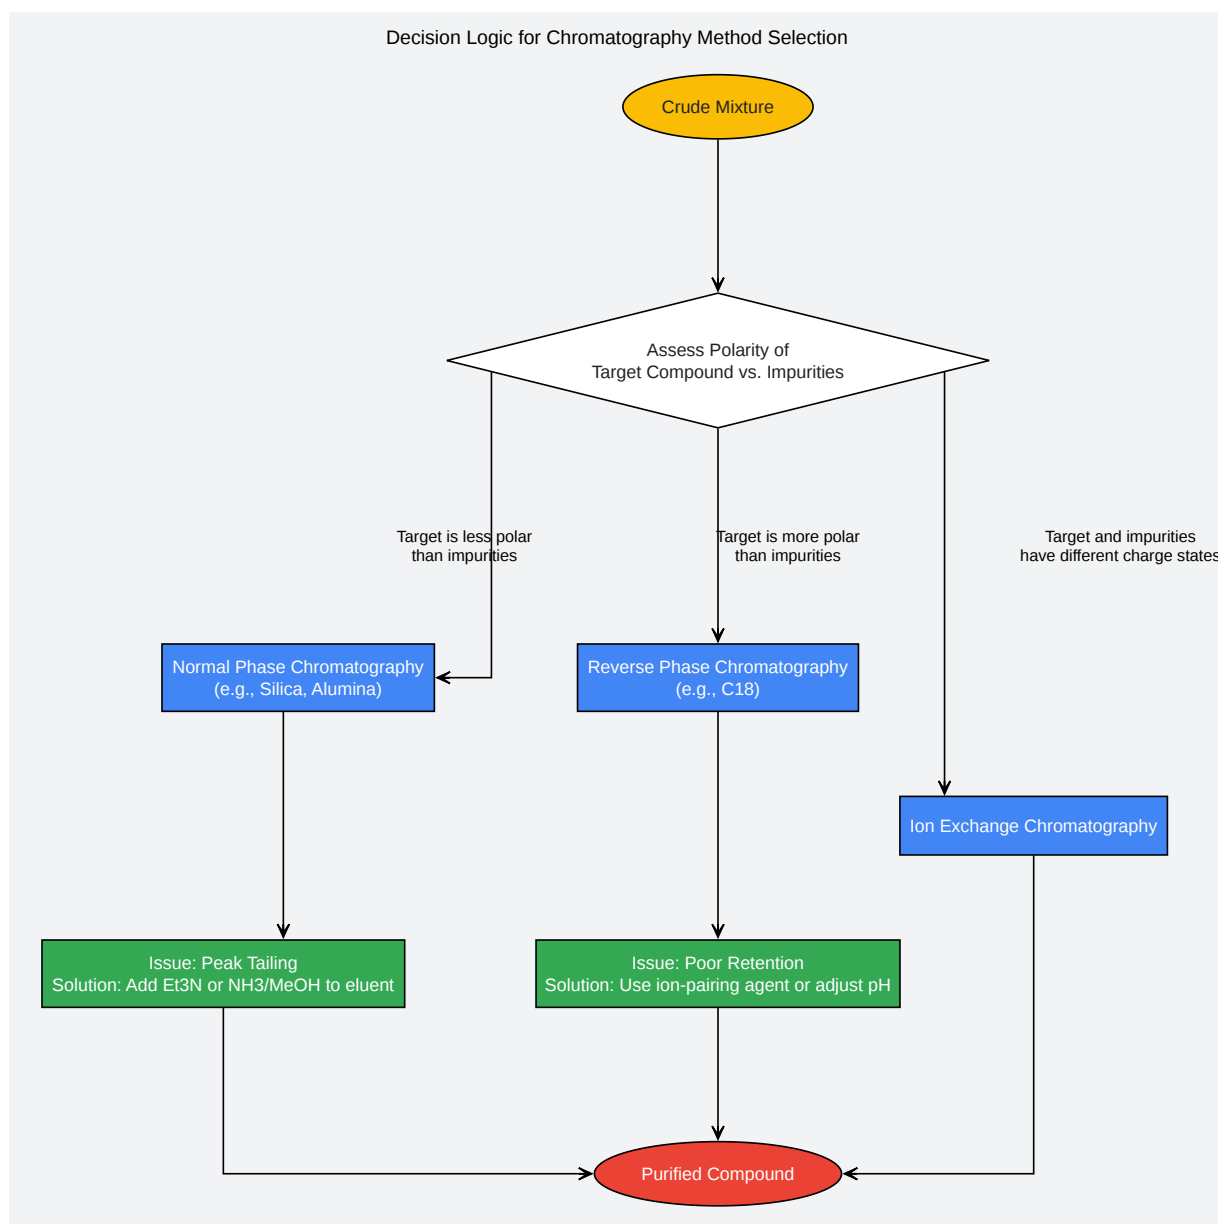 Decision Logic for Chromatography Method Selection
Crude Mixture
Assess Polarity of
Target Compound vs. Impurities
Target is less polar
than impurities
Target is more polar
than impurities
Target and impurities
have different charge states
Normal Phase Chromatography
(e.g., Silica, Alumina)
Reverse Phase Chromatography
(e.g., C18)
Ion Exchange Chromatography
Issue: Peak Tailing
Solution: Add Et3N or NH3/MeOH to eluent
Issue: Poor Retention
Solution: Use ion-pairing agent or adjust pH
Purified Compound